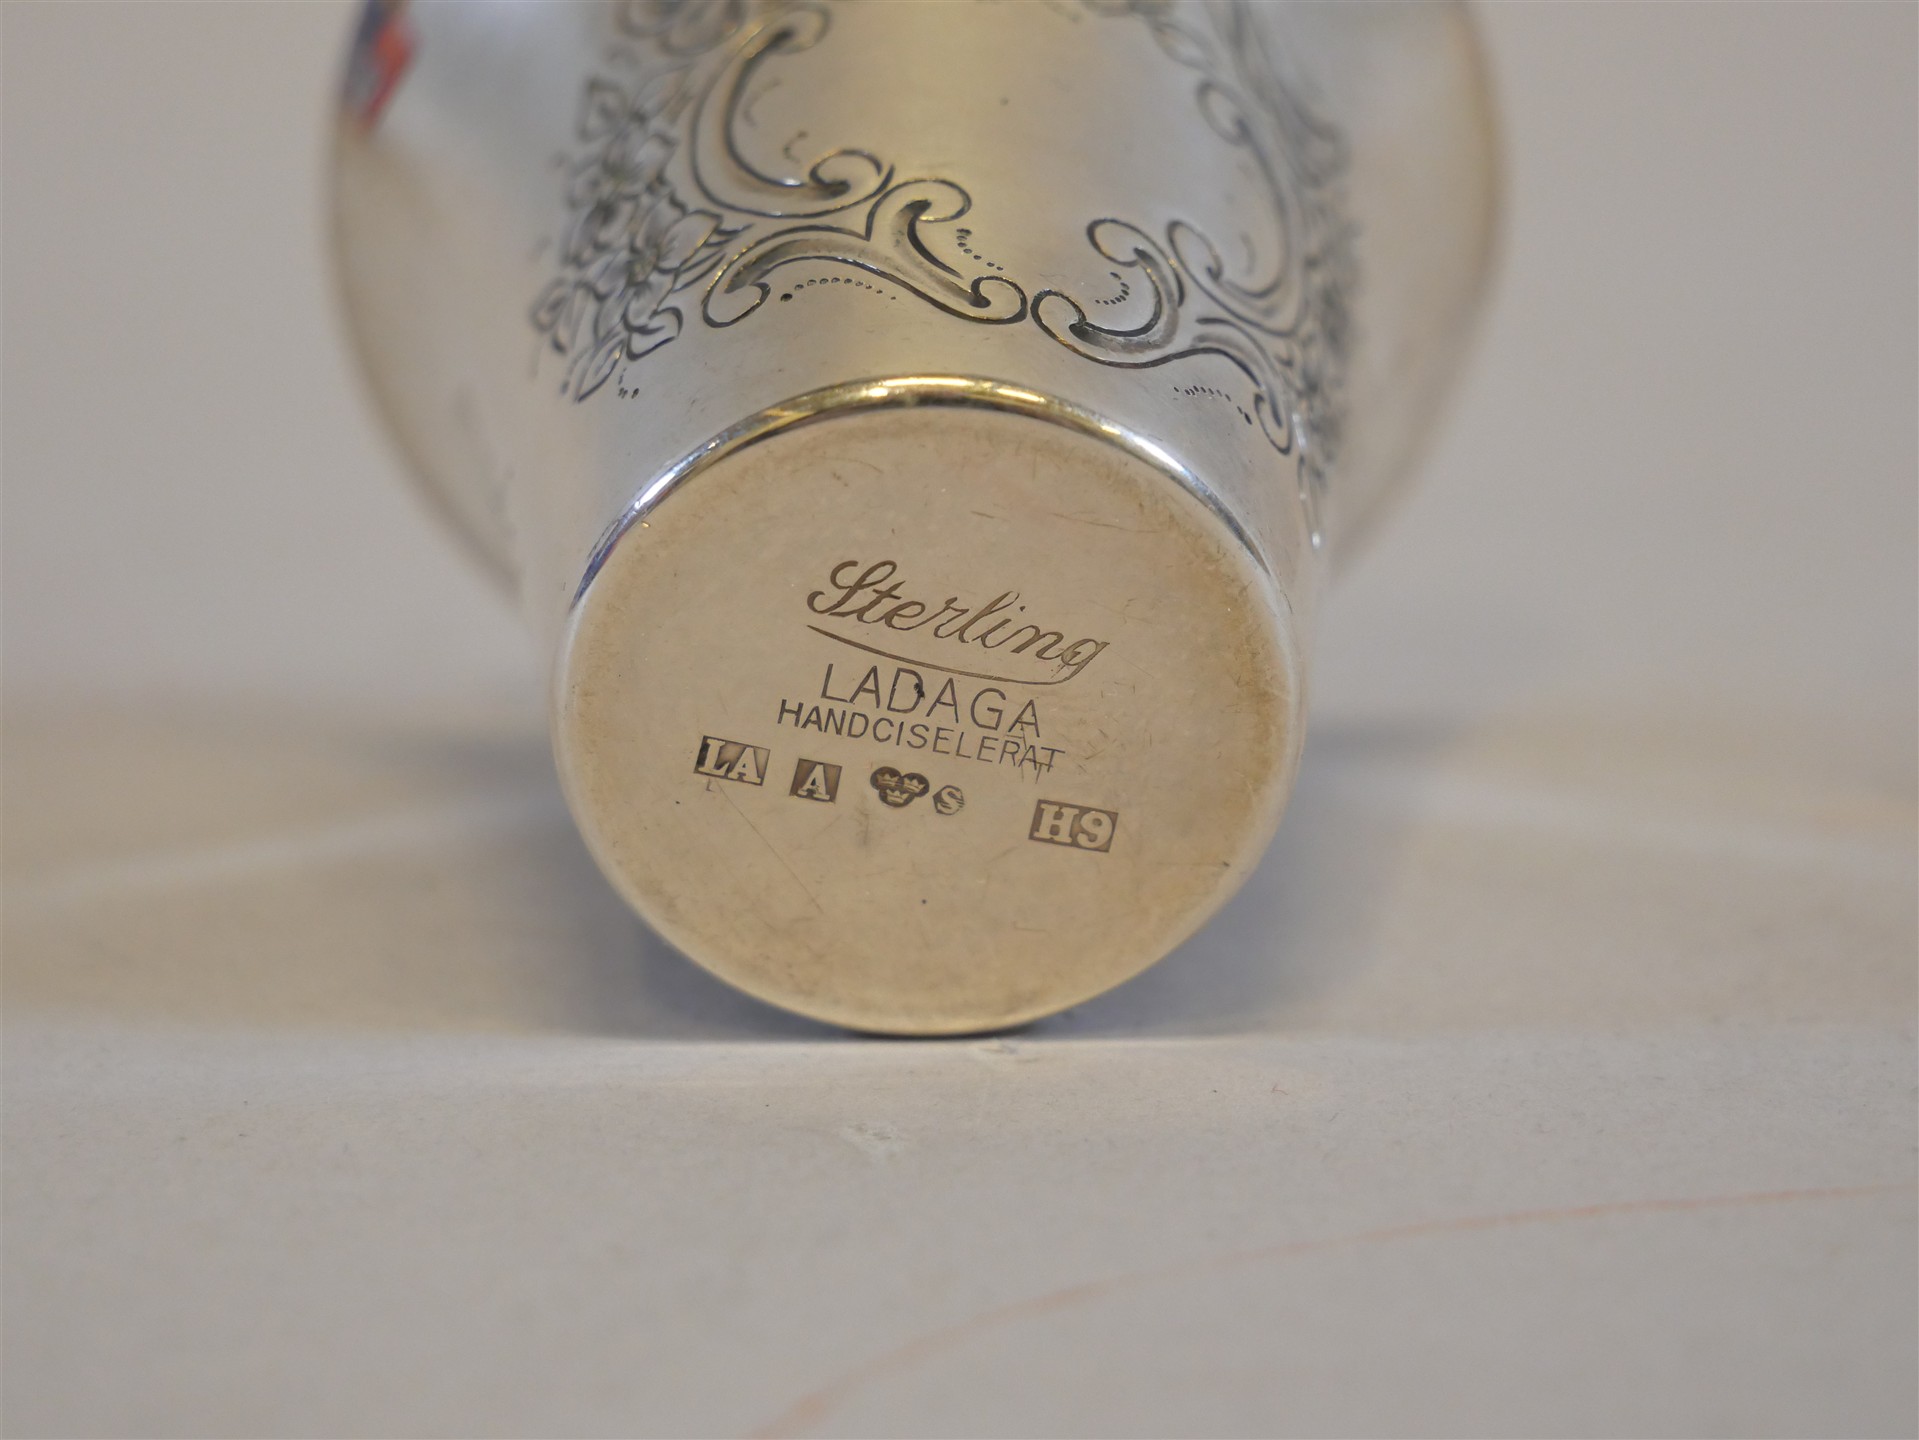 Sterling
LADAGA
HANDCISELERAT
LA A S H9